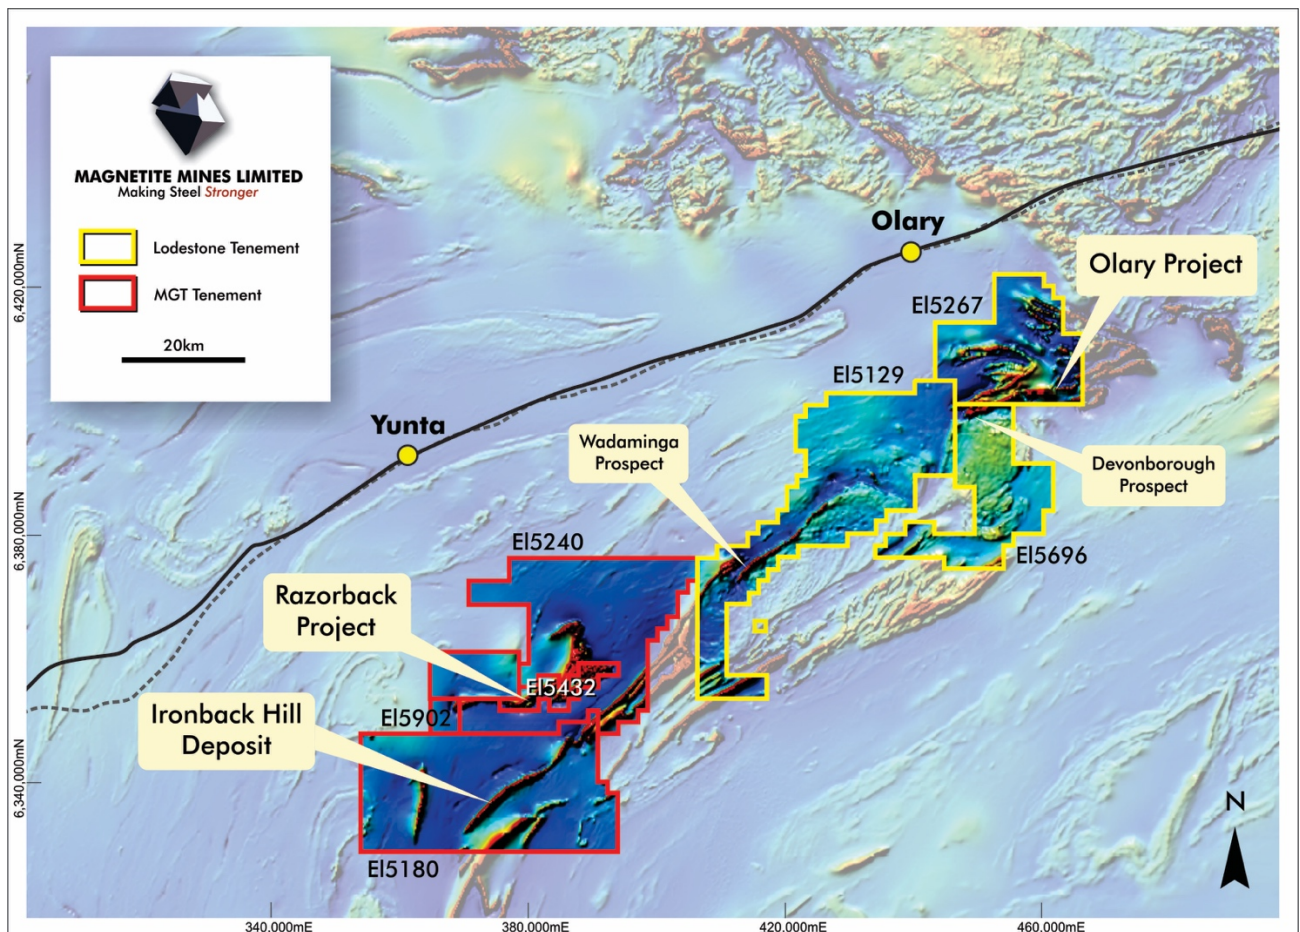 MAGNETITE MINES LIMITED
Making Steel Stronger
Lodestone Tenement
MGT Tenement
20km
Olary
Olary Project
El5267
El5129
Yunta
Wadaminga
Prospect
Devonborough
Prospect
El5240
El5696
Razorback
Project
El5432
El5902
Ironback Hill
Deposit
El5180
N
6,420,000mN
6,380,000mN
6,340,000mN
340,000mE
380,000mE
420,000mE
460,000mE